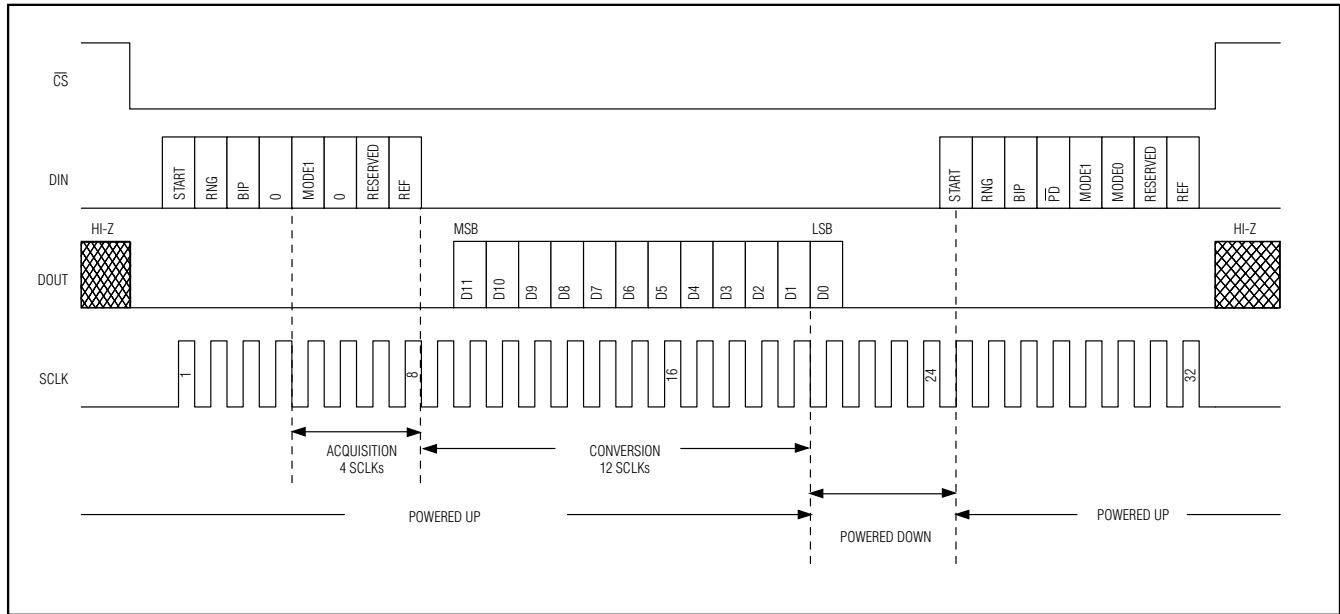 CS
DIN
START
RNG
BIP
0
MODE1
0
RESERVED
REF
START
RNG
BIP
PD
MODE1
MODE0
RESERVED
REF
HI-Z
MSB
LSB
HI-Z
DOUT
D11
D10
D9
D8
D7
D6
D5
D4
D3
D2
D1
D0
SCLK
1
8
16
24
32
ACQUISITION
4 SCLKs
CONVERSION
12 SCLKs
POWERED UP
POWERED DOWN
POWERED UP